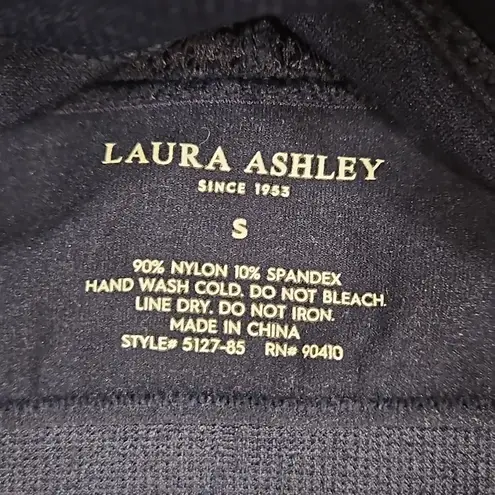 LAURA ASHLEY
SINCE 1953
S
90% NYLON 10% SPANDEX
HAND WASH COLD. DO NOT BLEACH.
LINE DRY. DO NOT IRON.
MADE IN CHINA
STYLE# 5127-85 RN# 90410